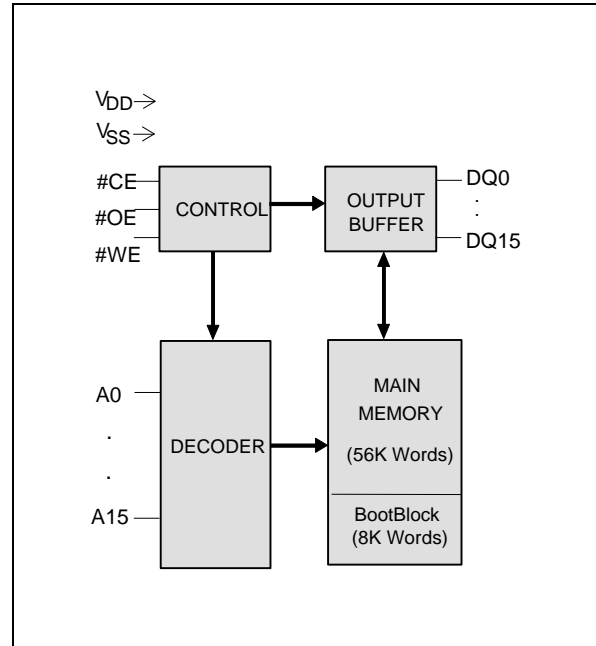 VDD
VSS
#CE
#OE
#WE
CONTROL
OUTPUT
BUFFER
DQ0
.
.
DQ15
A0
.
.
A15
DECODER
MAIN
MEMORY
(56K Words)
BootBlock
(8K Words)